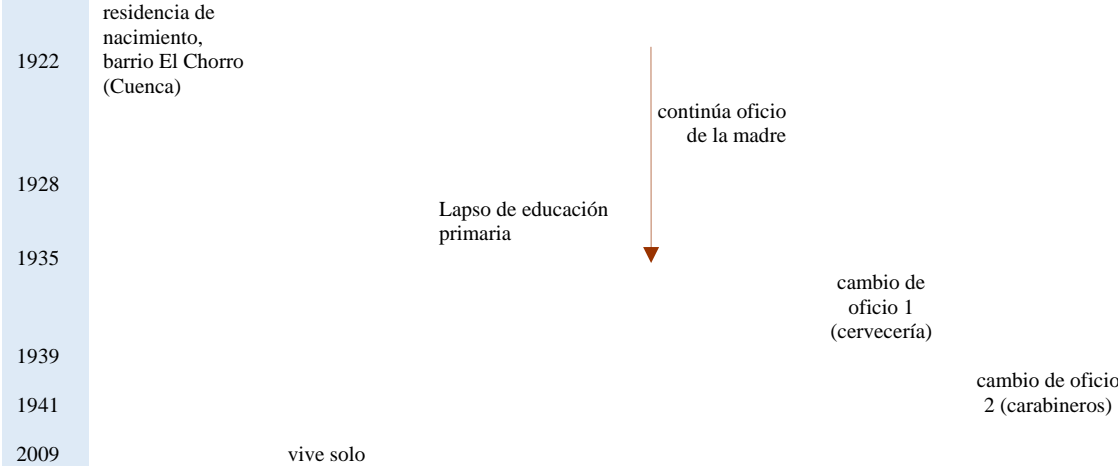 residencia de
nacimiento,
1922
barrio El Chorro
(Cuenca)
continúa oficio
de la madre
1928
Lapso de educación
primaria
1935
cambio de
oficio 1
(cervecería)
1939
cambio de oficio
2 (carabineros)
1941
2009
vive solo